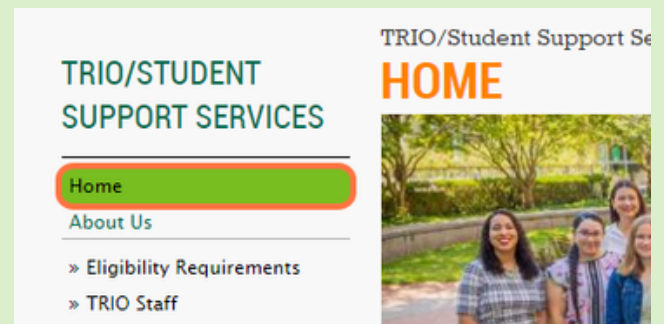 TRIO/STUDENT
SUPPORT SERVICES
Home
About Us
» Eligibility Requirements
» TRIO Staff
TRIO/Student Support Se
HOME